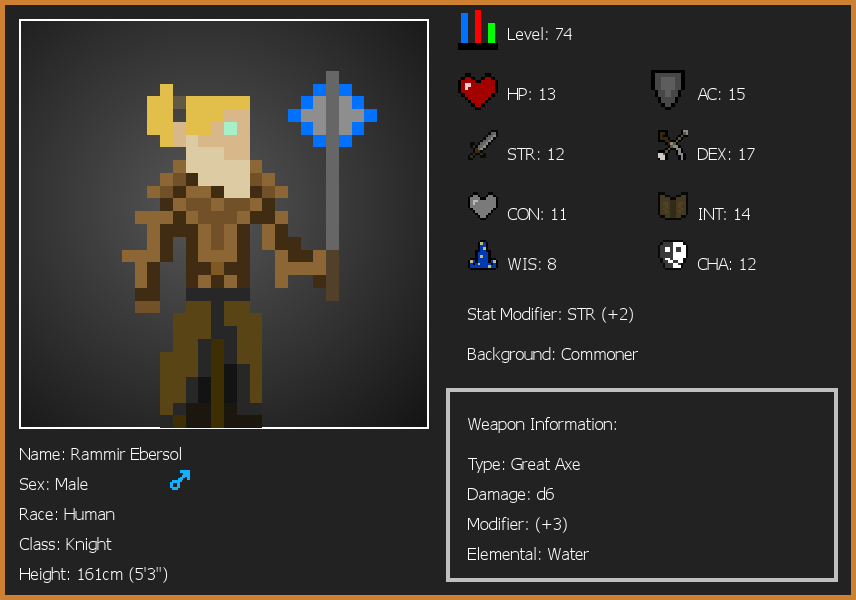 Level: 74
HP: 13
AC: 15
STR: 12
DEX: 17
CON: 11
INT: 14
WIS: 8
CHA: 12
Stat Modifier: STR (+2)
Background: Commoner
Weapon Information:
Type: Great Axe
Damage: d6
Modifier: (+3)
Elemental: Water
Name: Rammir Ebersol
Sex: Male
Race: Human
Class: Knight
Height: 161cm (5'3")